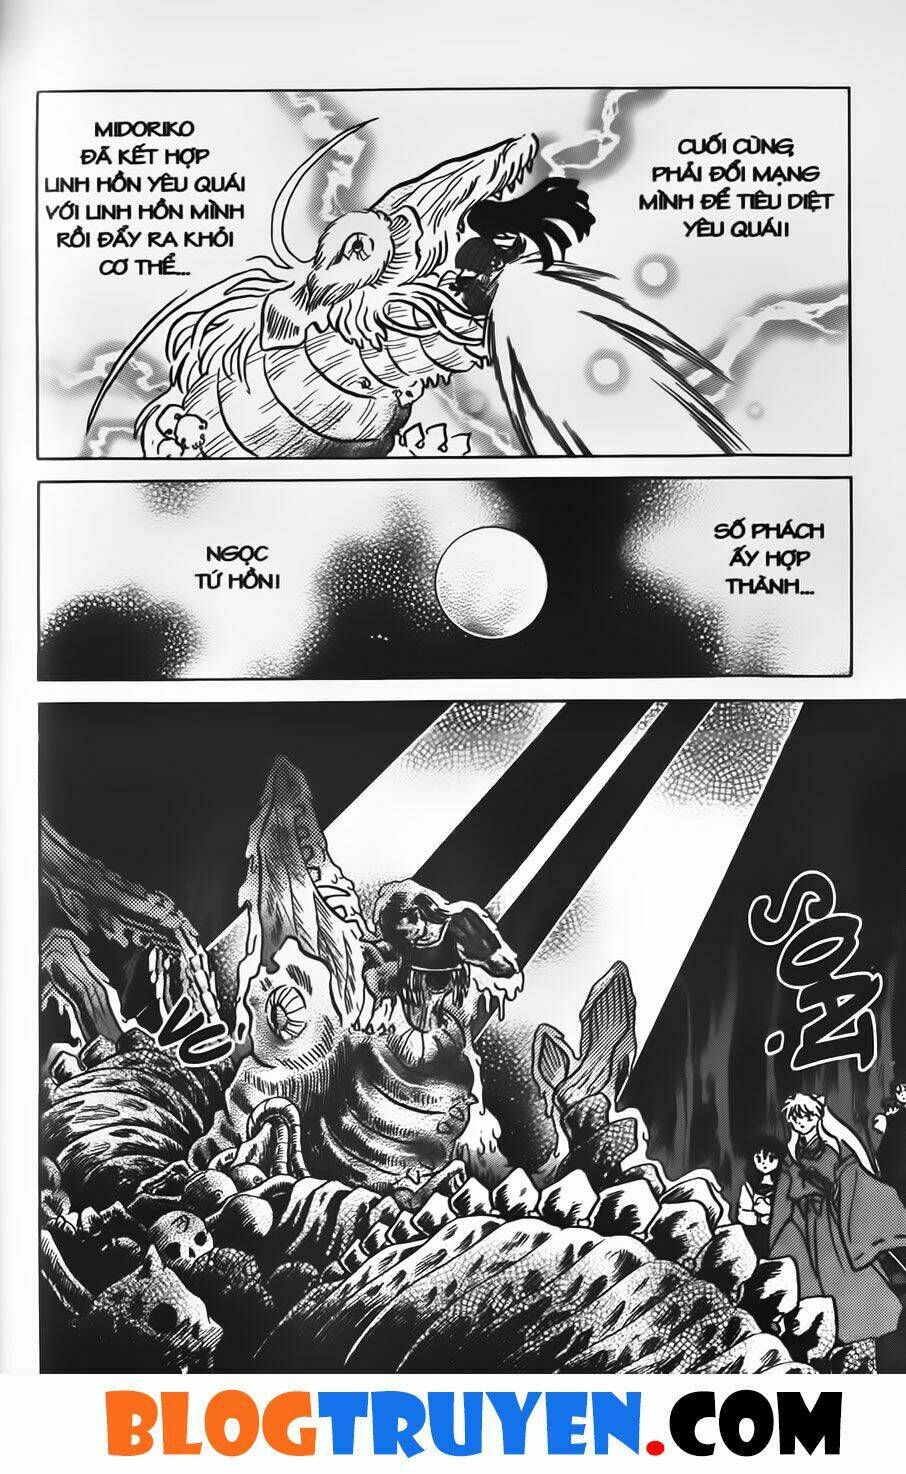 CUỐI CÙNG,
PHẢI ĐỔI MẠNG
MÌNH ĐỂ TIÊU DIỆT
YÊU QUÁI!
MIDORIKO
ĐÃ KẾT HỢP
LINH HỒN YÊU QUÁI
VỚI LINH HỒN MÌNH
RỒI ĐẨY RA KHỎI
CƠ THỂ...
SỐ PHÁCH
ẤY HỢP
THÀNH...
NGỌC
TỨ HỒN!
SOẠT
VU
BLOGTRUYEN.COM